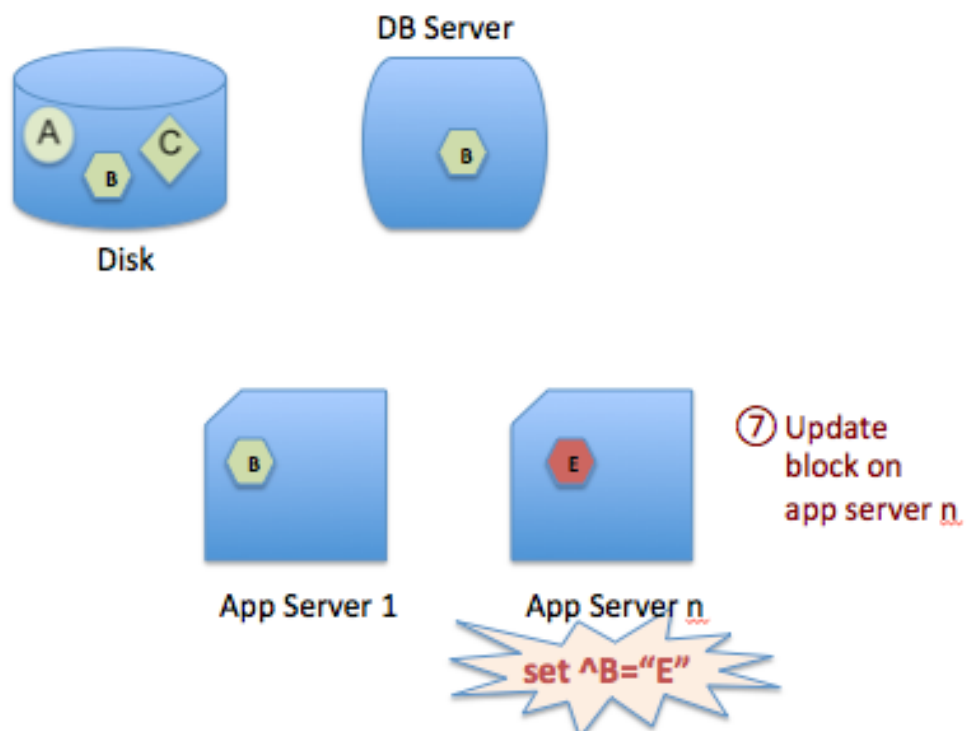 DB Server
A
C
B
B
Disk
⑦ Update
block on
app server n
B
E
App Server 1
App Server n
set ^B=“E”